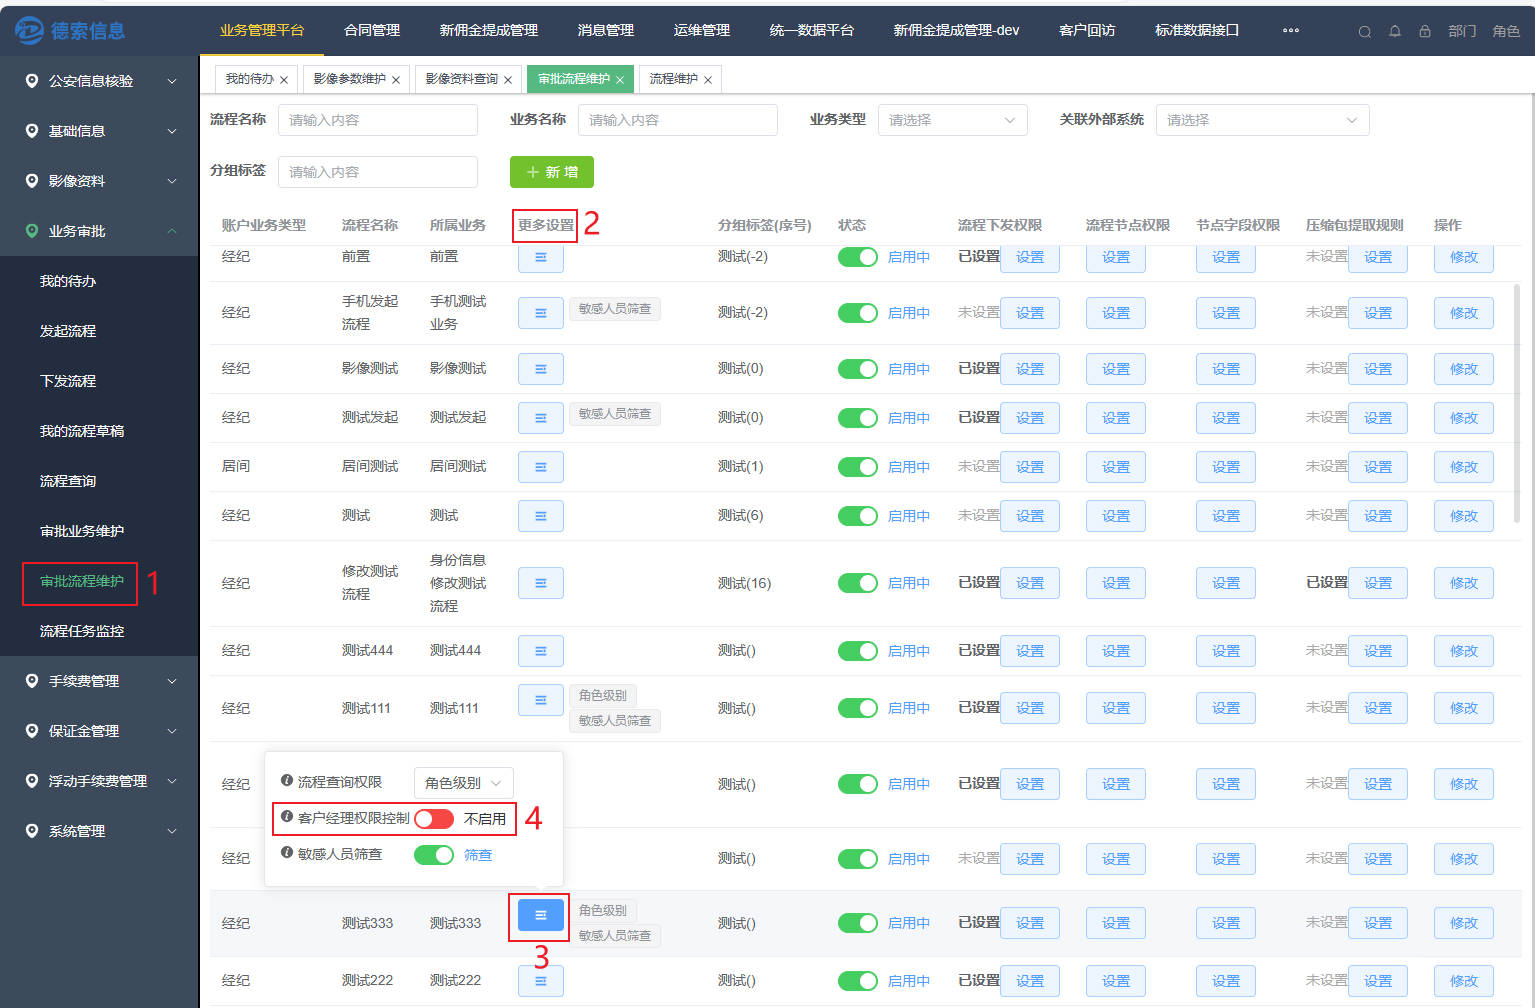 德索信息
业务管理平台 合同管理 新佣金提成管理 消息管理 运维管理 统一数据平台 新佣金提成管理-dev 客户回访 标准数据接口 ••• 部门 角色
公安信息核验
基础信息
影像资料
业务审批
我的待办
发起流程
下发流程
我的流程草稿
流程查询
审批业务维护
审批流程维护 1
流程任务监控
手续费管理
保证金管理
浮动手续费管理
系统管理
我的待办 × 影像参数维护 × 影像资料查询 × 审批流程维护 × 流程维护 ×
流程名称 请输入内容 业务名称 请输入内容 业务类型 请选择 关联外部系统 请选择
分组标签 请输入内容 + 新 增
账户业务类型 流程名称 所属业务 更多设置 2 分组标签(序号) 状态 流程下发权限 流程节点权限 节点字段权限 压缩包提取规则 操作
经纪 前置 前置 测试(-2) 启用中 已设置 设置 设置 设置 未设置 设置 修改
经纪 手机发起 手机测试 敏感人员筛查 测试(-2) 启用中 未设置 设置 设置 设置 未设置 设置 修改
流程 业务
经纪 影像测试 影像测试 测试(0) 启用中 已设置 设置 设置 设置 未设置 设置 修改
经纪 测试发起 测试发起 敏感人员筛查 测试(0) 启用中 已设置 设置 设置 设置 未设置 设置 修改
居间 居间测试 居间测试 测试(1) 启用中 未设置 设置 设置 设置 未设置 设置 修改
经纪 测试 测试 测试(6) 启用中 未设置 设置 设置 设置 未设置 设置 修改
身份信息
经纪 修改测试 修改测试 测试(16) 启用中 已设置 设置 设置 设置 已设置 设置 修改
流程 流程
经纪 测试444 测试444 测试() 启用中 已设置 设置 设置 设置 未设置 设置 修改
角色级别
经纪 测试111 测试111 测试() 启用中 已设置 设置 设置 设置 未设置 设置 修改
敏感人员筛查
经纪 流程查询权限 角色级别 测试() 启用中 已设置 设置 设置 设置 未设置 设置 修改
客户经理权限控制 不启用 4
经纪 敏感人员筛查 筛查 测试() 启用中 未设置 设置 设置 设置 未设置 设置 修改
角色级别
经纪 测试333 测试333 测试() 启用中 已设置 设置 设置 设置 未设置 设置 修改
敏感人员筛查
3
经纪 测试222 测试222 测试() 启用中 已设置 设置 设置 设置 未设置 设置 修改